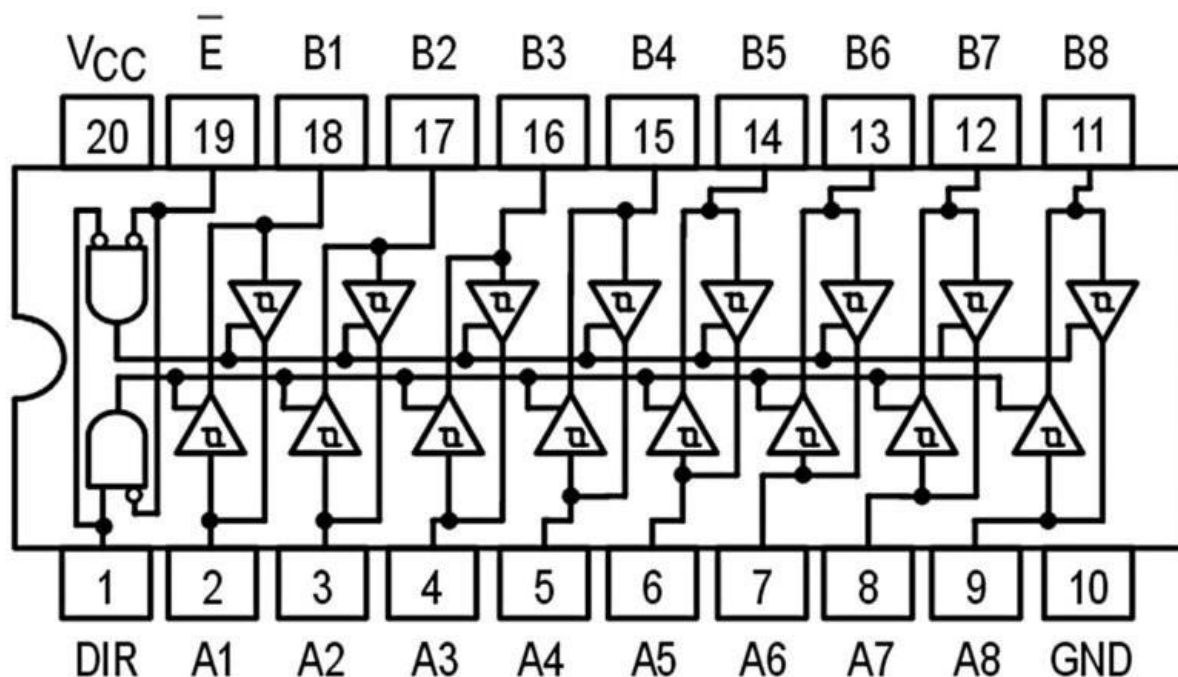 VCC E̅ B1 B2 B3 B4 B5 B6 B7 B8
20 19 18 17 16 15 14 13 12 11
1 2 3 4 5 6 7 8 9 10
DIR A1 A2 A3 A4 A5 A6 A7 A8 GND